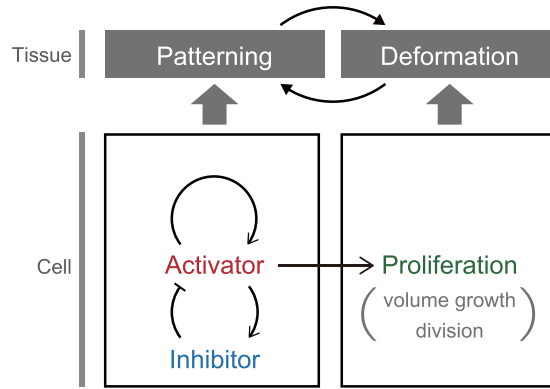 Tissue
Patterning
Deformation
Cell
Activator
Proliferation
volume growth
division
Inhibitor